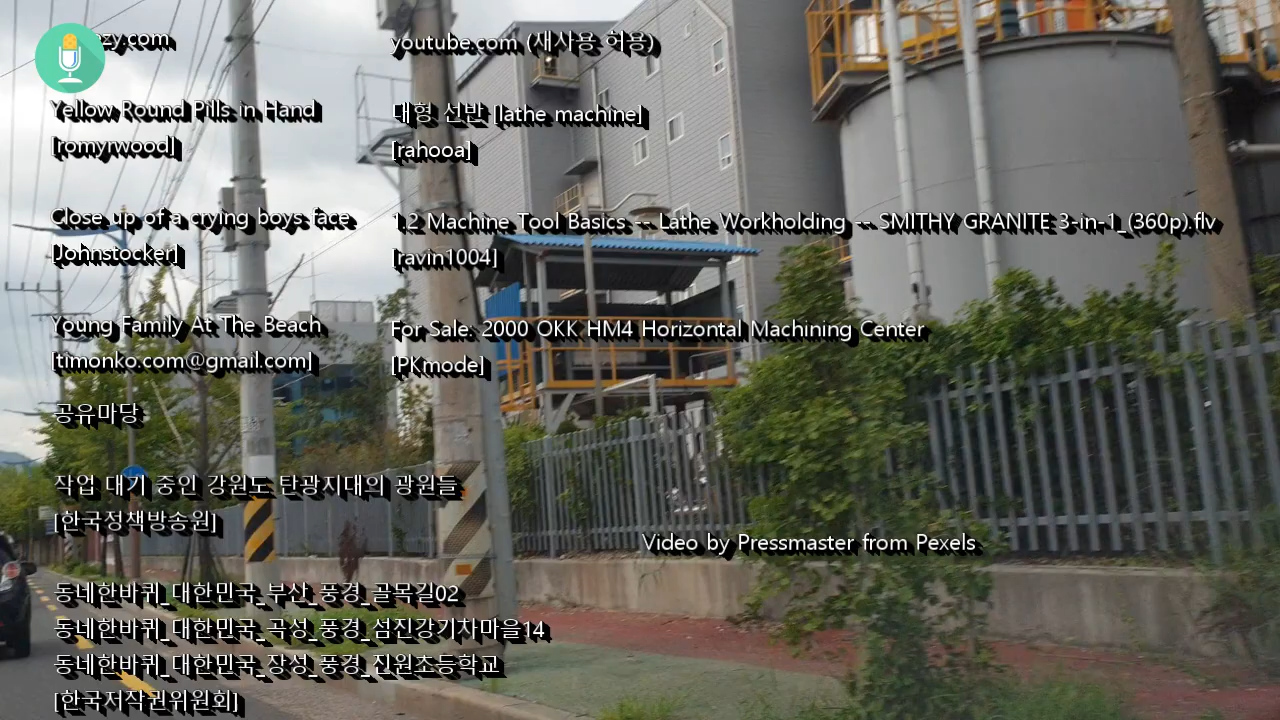 ezy.com
Yellow Round Pills in Hand
[romyrwood]
Close up of a crying boys face
[Johnstocker]
Young Family At The Beach
[timonko.com@gmail.com]
공유마당
작업 대기 중인 강원도 탄광지대의 광원들
[한국정책방송원]
동네한바퀴_대한민국_부산_풍경_골목길02
동네한바퀴_대한민국_곡성_풍경_섬진강기차마을14
동네한바퀴_대한민국_장성_풍경_진원초등학교
[한국저작권위원회]
youtube.com (재사용 허용)
대형 선반 [lathe machine]
[rahooa]
1.2 Machine Tool Basics -- Lathe Workholding -- SMITHY GRANITE 3-in-1_(360p).flv
[ravin1004]
For Sale: 2000 OKK HM4 Horizontal Machining Center
[PKmode]
Video by Pressmaster from Pexels